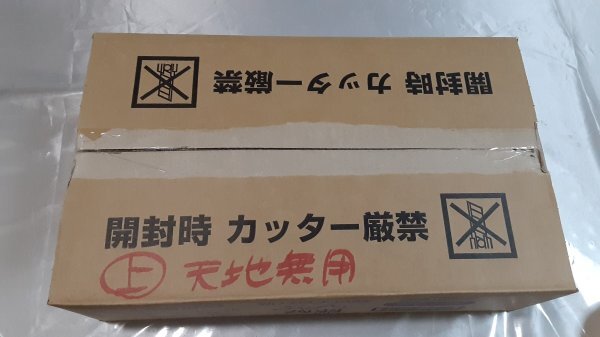 開封時 カッター厳禁
開封時 カッター厳禁
上 天地無用